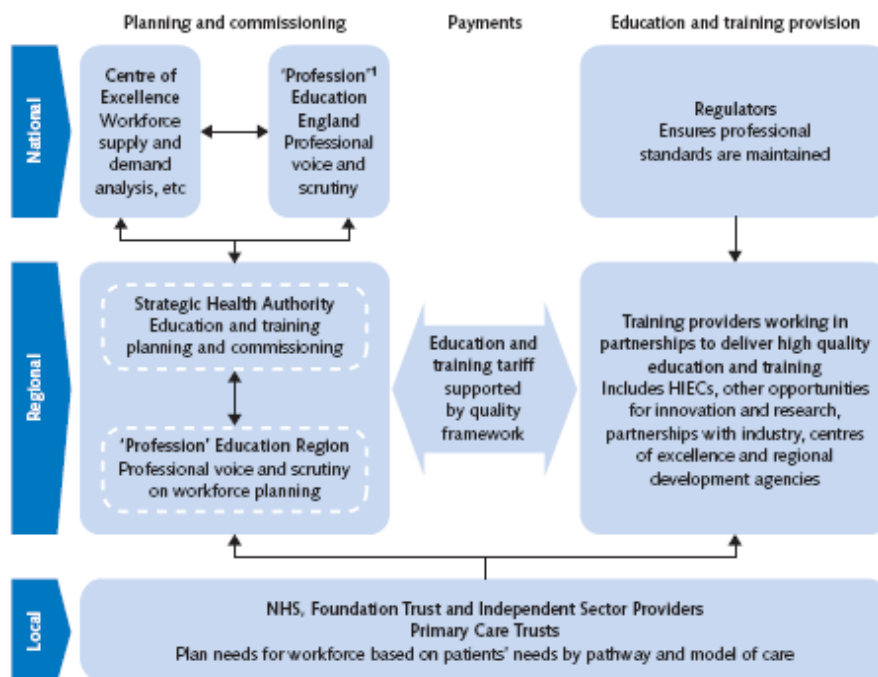 Planning and commissioning
Payments
Education and training provision
National
Centre of
Excellence
Workforce
supply and
demand
analysis, etc
'Profession'¹
Education
England
Professional
voice and
scrutiny
Regulators
Ensures professional
standards are maintained
Regional
Strategic Health Authority
Education and training
planning and commissioning
'Profession' Education Region
Professional voice and scrutiny
on workforce planning
Education and
training tariff
supported
by quality
framework
Training providers working in
partnerships to deliver high quality
education and training
Includes HIECs, other opportunities
for innovation and research,
partnerships with industry, centres
of excellence and regional
development agencies
Local
NHS, Foundation Trust and Independent Sector Providers
Primary Care Trusts
Plan needs for workforce based on patients' needs by pathway and model of care